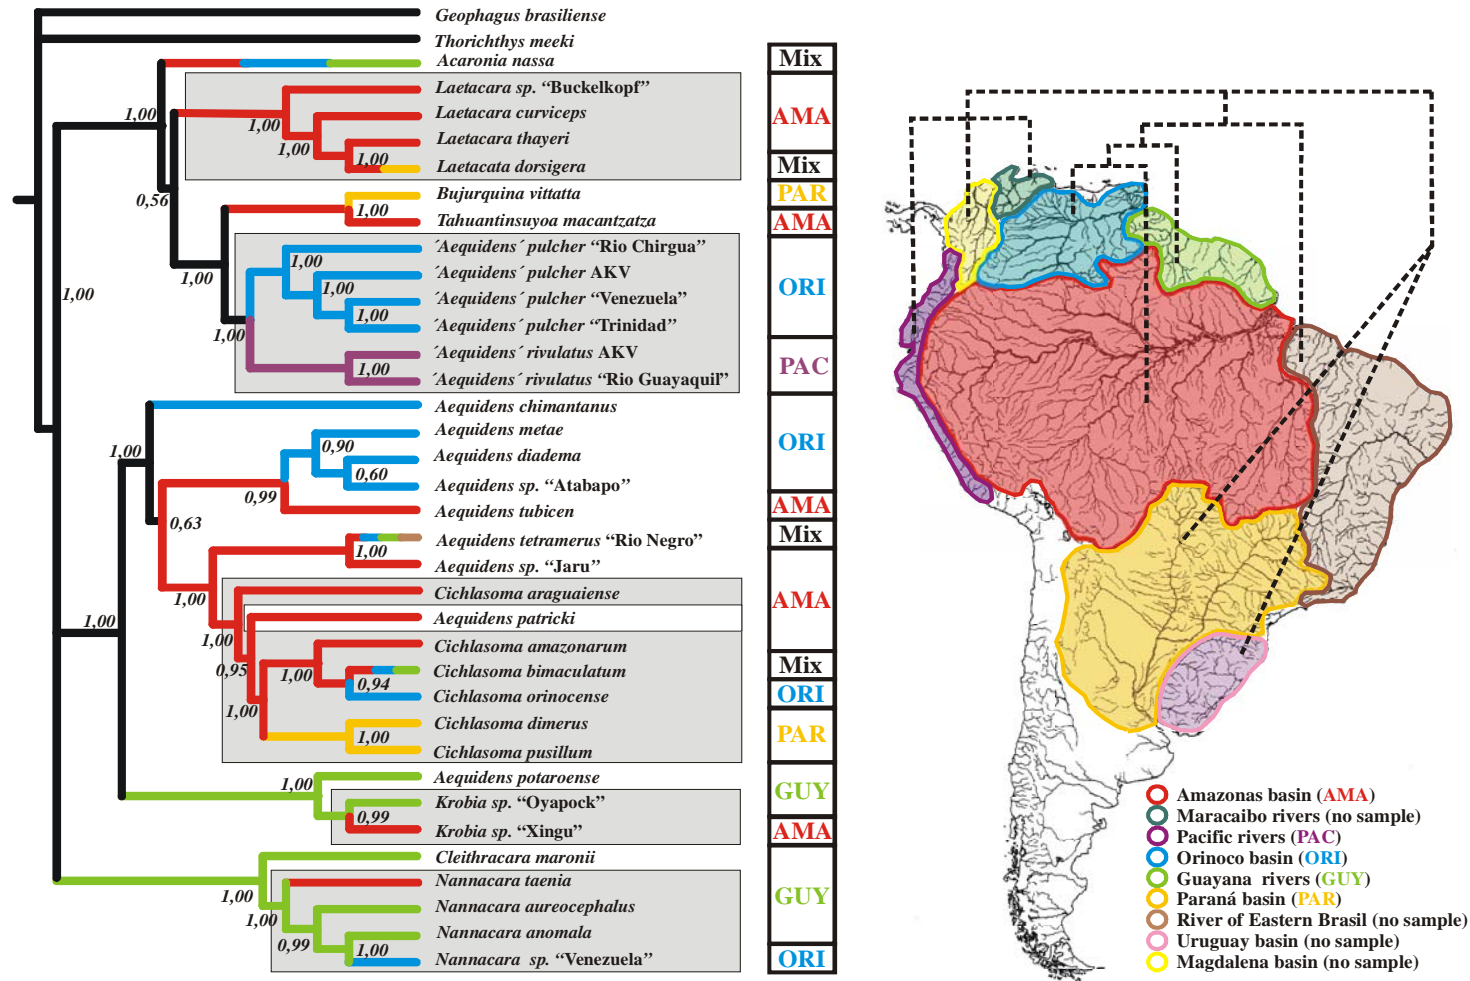 Geophagus brasiliense
Thorichthys meeki
Acaronia nassa
Mix
Laetacara sp. “Buckelkopf”
Laetacara curviceps
AMA
Laetacara thayeri
Laetacata dorsigera
Mix
Bujurquina vittatta
PAR
Tahuantinsuyoa macantzatza
AMA
´Aequidens´ pulcher “Rio Chirgua”
´Aequidens´ pulcher AKV
ORI
´Aequidens´ pulcher “Venezuela”
´Aequidens´ pulcher “Trinidad”
´Aequidens´ rivulatus AKV
PAC
´Aequidens´ rivulatus “Rio Guayaquil”
Aequidens chimantanus
Aequidens metae
ORI
Aequidens diadema
Aequidens sp. “Atabapo”
Aequidens tubicen
AMA
Aequidens tetramerus “Rio Negro”
Mix
Aequidens sp. “Jaru”
Cichlasoma araguaiense
AMA
Aequidens patricki
Cichlasoma amazonarum
Cichlasoma bimaculatum
Mix
Cichlasoma orinocense
ORI
Cichlasoma dimerus
PAR
Cichlasoma pusillum
Aequidens potaroense
GUY
Krobia sp. “Oyapock”
Krobia sp. “Xingu”
AMA
Cleithracara maronii
Nannacara taenia
GUY
Nannacara aureocephalus
Nannacara anomala
Nannacara sp. “Venezuela”
ORI
1,00
1,00
1,00
1,00
0,56
1,00
1,00
1,00
1,00
1,00
1,00
1,00
1,00
1,00
0,90
0,60
0,99
0,63
1,00
1,00
1,00
1,00
0,95
1,00
0,94
1,00
1,00
1,00
0,99
1,00
1,00
0,99
1,00
Amazonas basin (AMA)
Maracaibo rivers (no sample)
Pacific rivers (PAC)
Orinoco basin (ORI)
Guayana rivers (GUY)
Paraná basin (PAR)
River of Eastern Brasil (no sample)
Uruguay basin (no sample)
Magdalena basin (no sample)